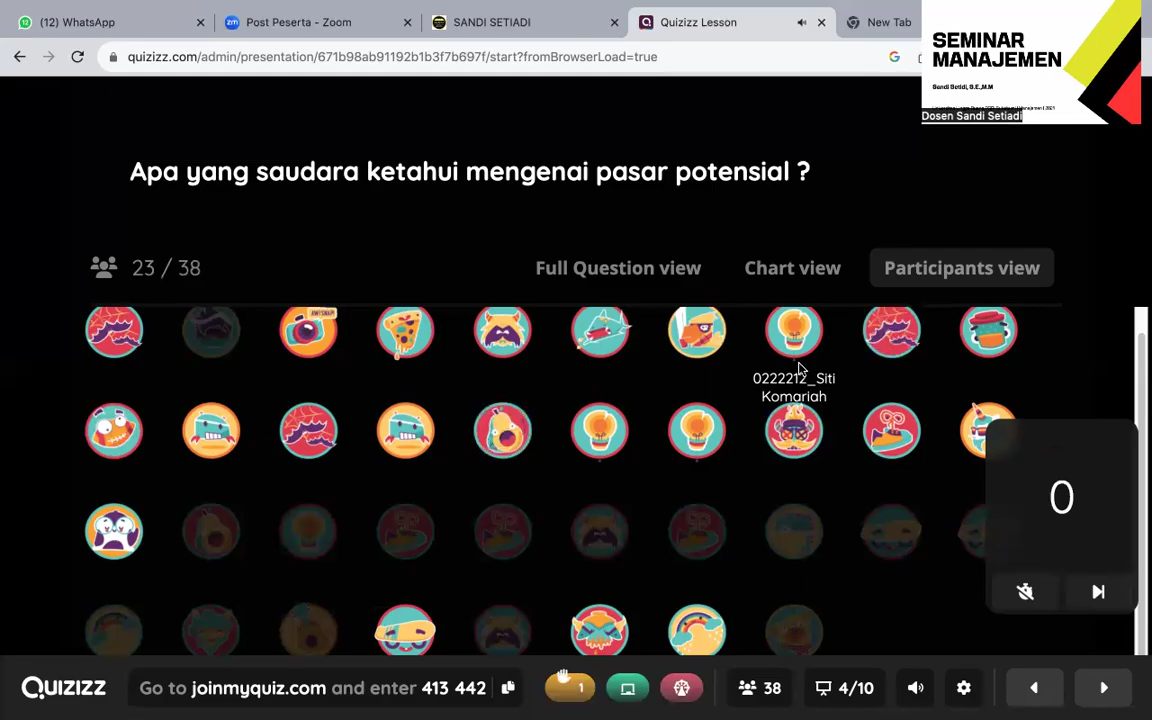 (12) WhatsApp
Post Peserta - Zoom
SANDI SETIADI
Quizizz Lesson
New Tab
quizizz.com/admin/presentation/671b98ab91192b1b3f7b697f/start?fromBrowserLoad=true
SEMINAR
MANAJEMEN
Sandi Setiadi, S.E.,M.M
Dosen Sandi Setiadi
Apa yang saudara ketahui mengenai pasar potensial ?
23 / 38
Full Question view
Chart view
Participants view
0222212_Siti
Komariah
0
QUIZIZZ
Go to joinmyquiz.com and enter 413 442
1
38
4/10